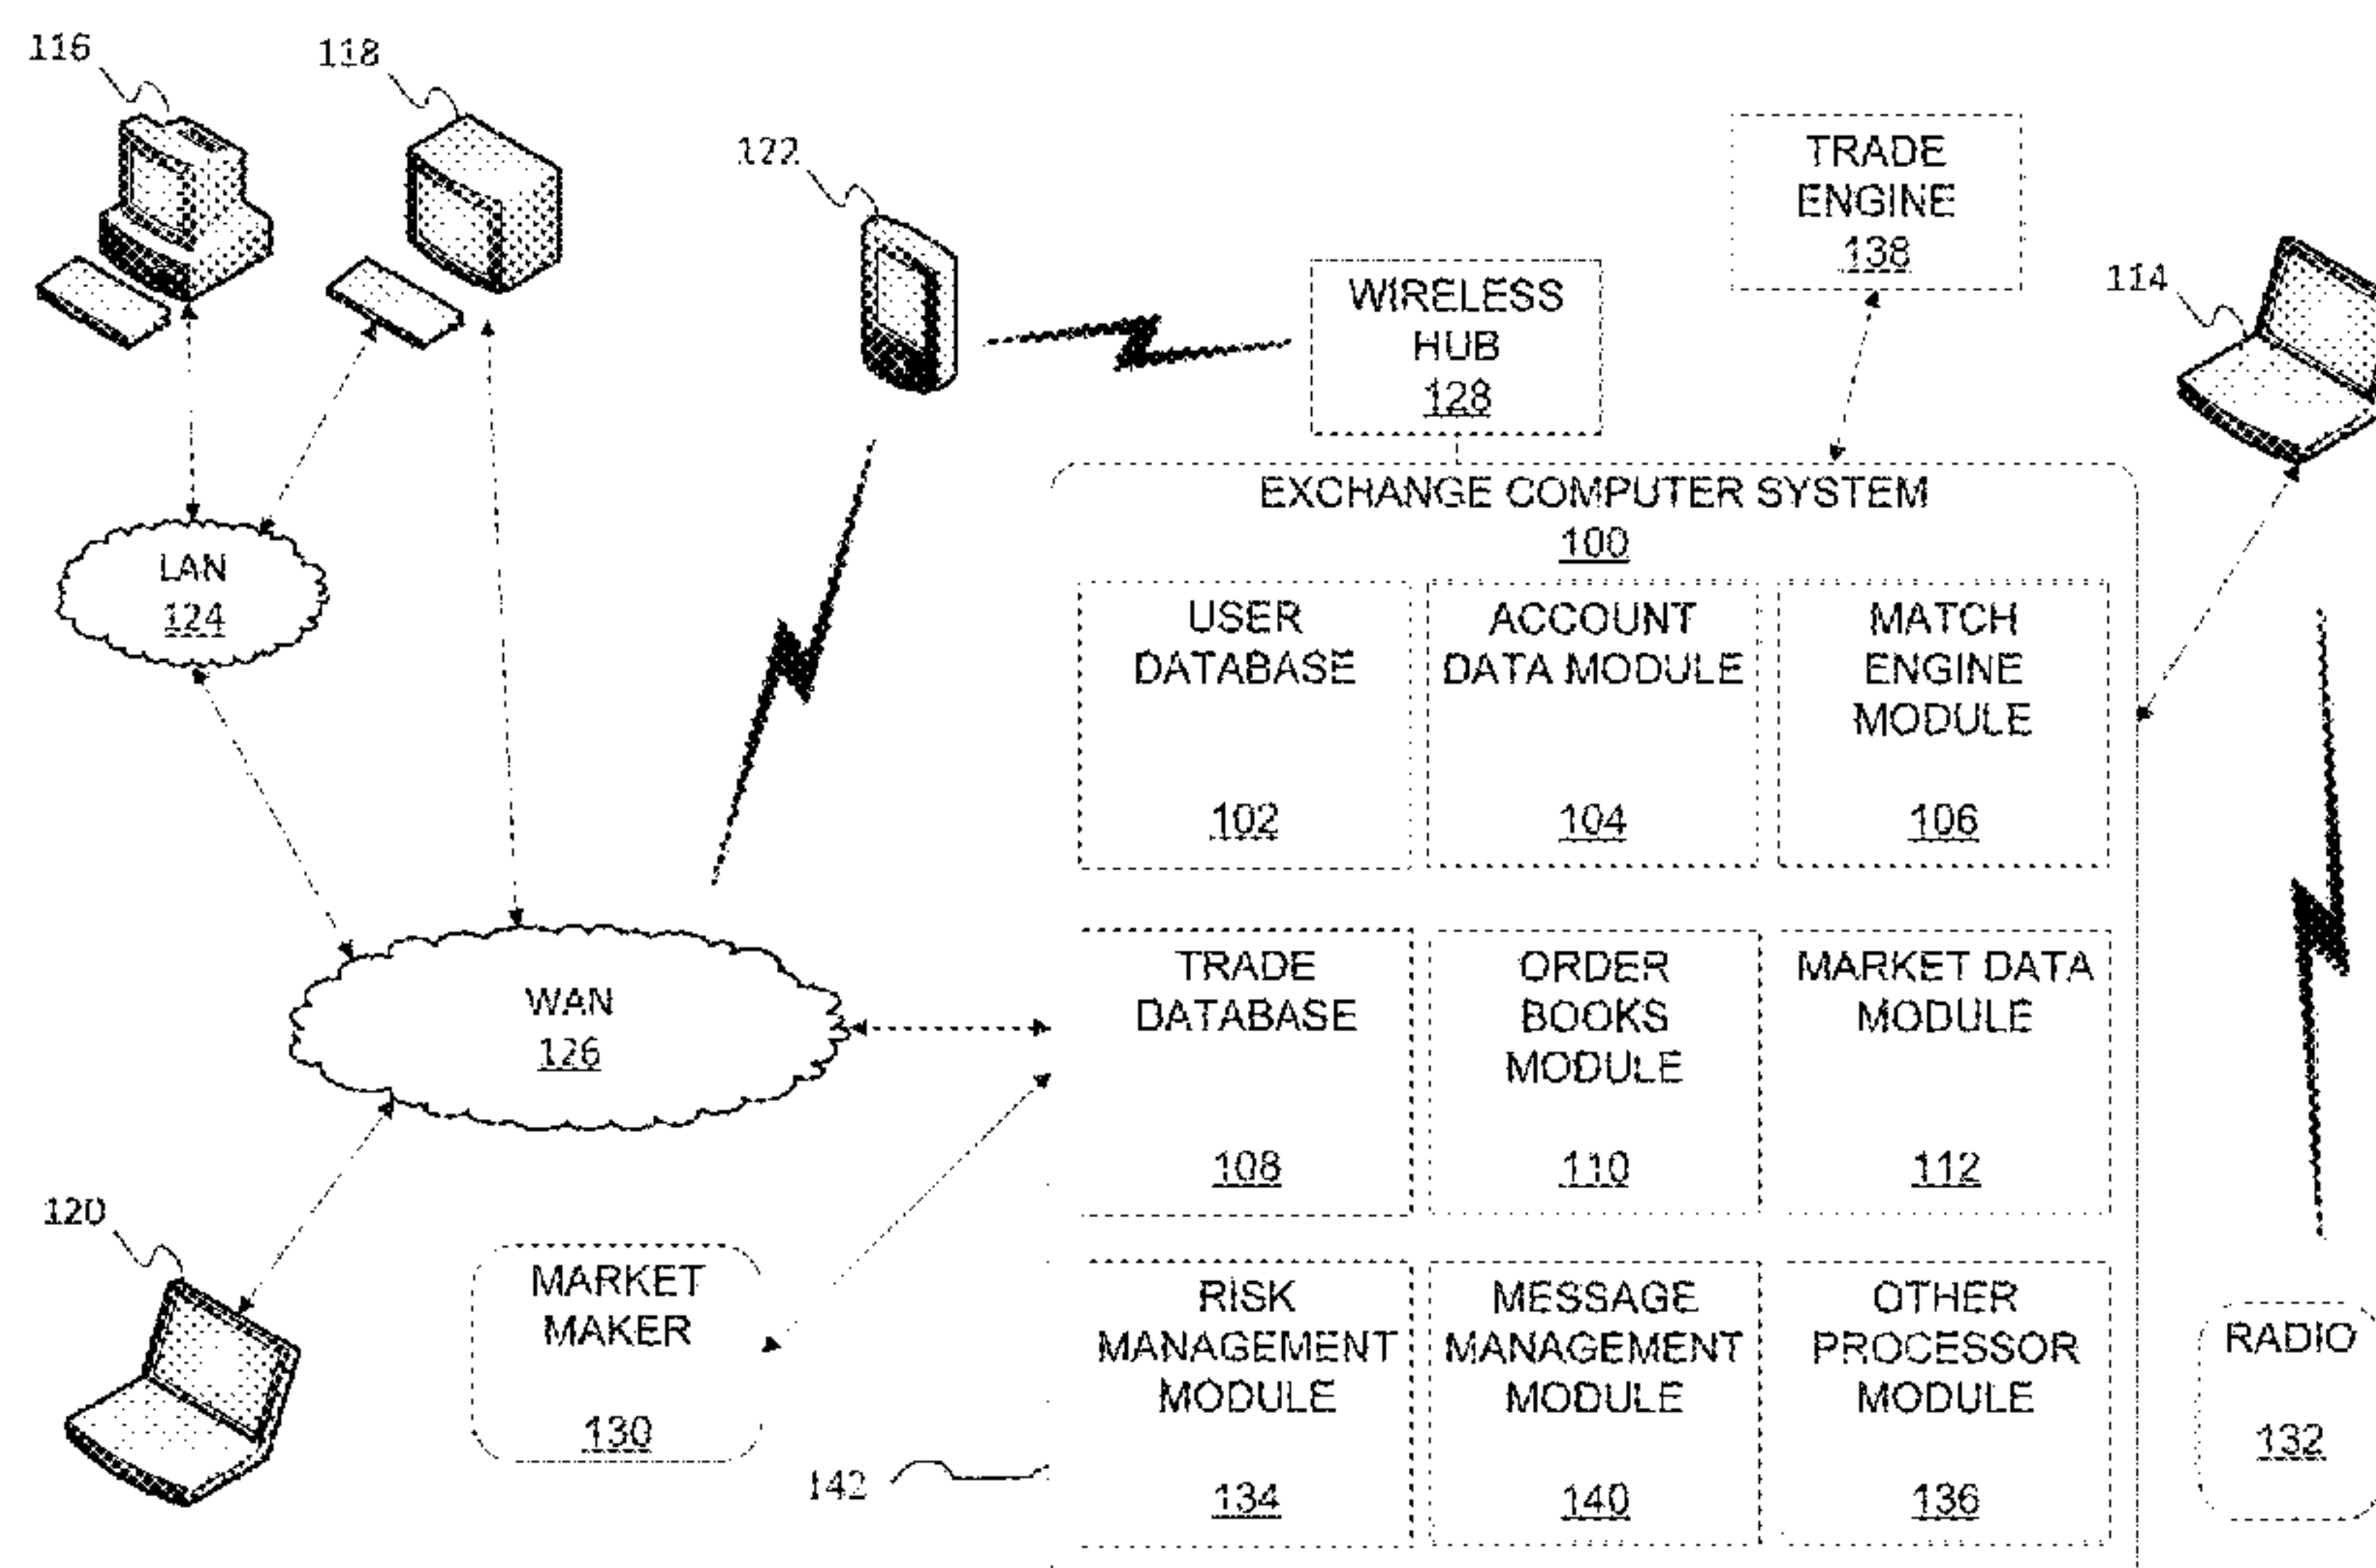 116
118
122
TRADE
ENGINE
138
114
WIRELESS
HUB
128
EXCHANGE COMPUTER SYSTEM
100
LAN
124
USER
DATABASE
102
ACCOUNT
DATA MODULE
104
MATCH
ENGINE
MODULE
106
WAN
126
TRADE
DATABASE
108
ORDER
BOOKS
MODULE
110
MARKET DATA
MODULE
112
120
MARKET
MAKER
130
142
RISK
MANAGEMENT
MODULE
134
MESSAGE
MANAGEMENT
MODULE
140
OTHER
PROCESSOR
MODULE
136
RADIO
132